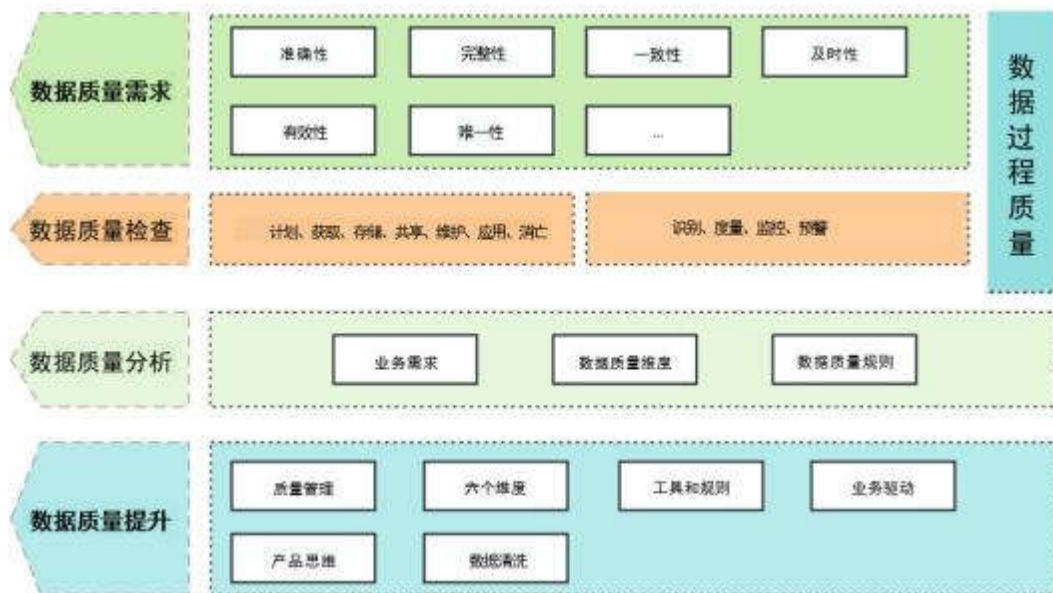 数据质量需求
准确性
完整性
一致性
及时性
有效性
唯一性
...
数据过程质量
数据质量检查
计划、获取、存储、共享、维护、应用、消亡
识别、度量、监控、预警
数据质量分析
业务需求
数据质量维度
数据质量规则
数据质量提升
质量管理
六个维度
工具和规则
业务驱动
产品思维
数据清洗